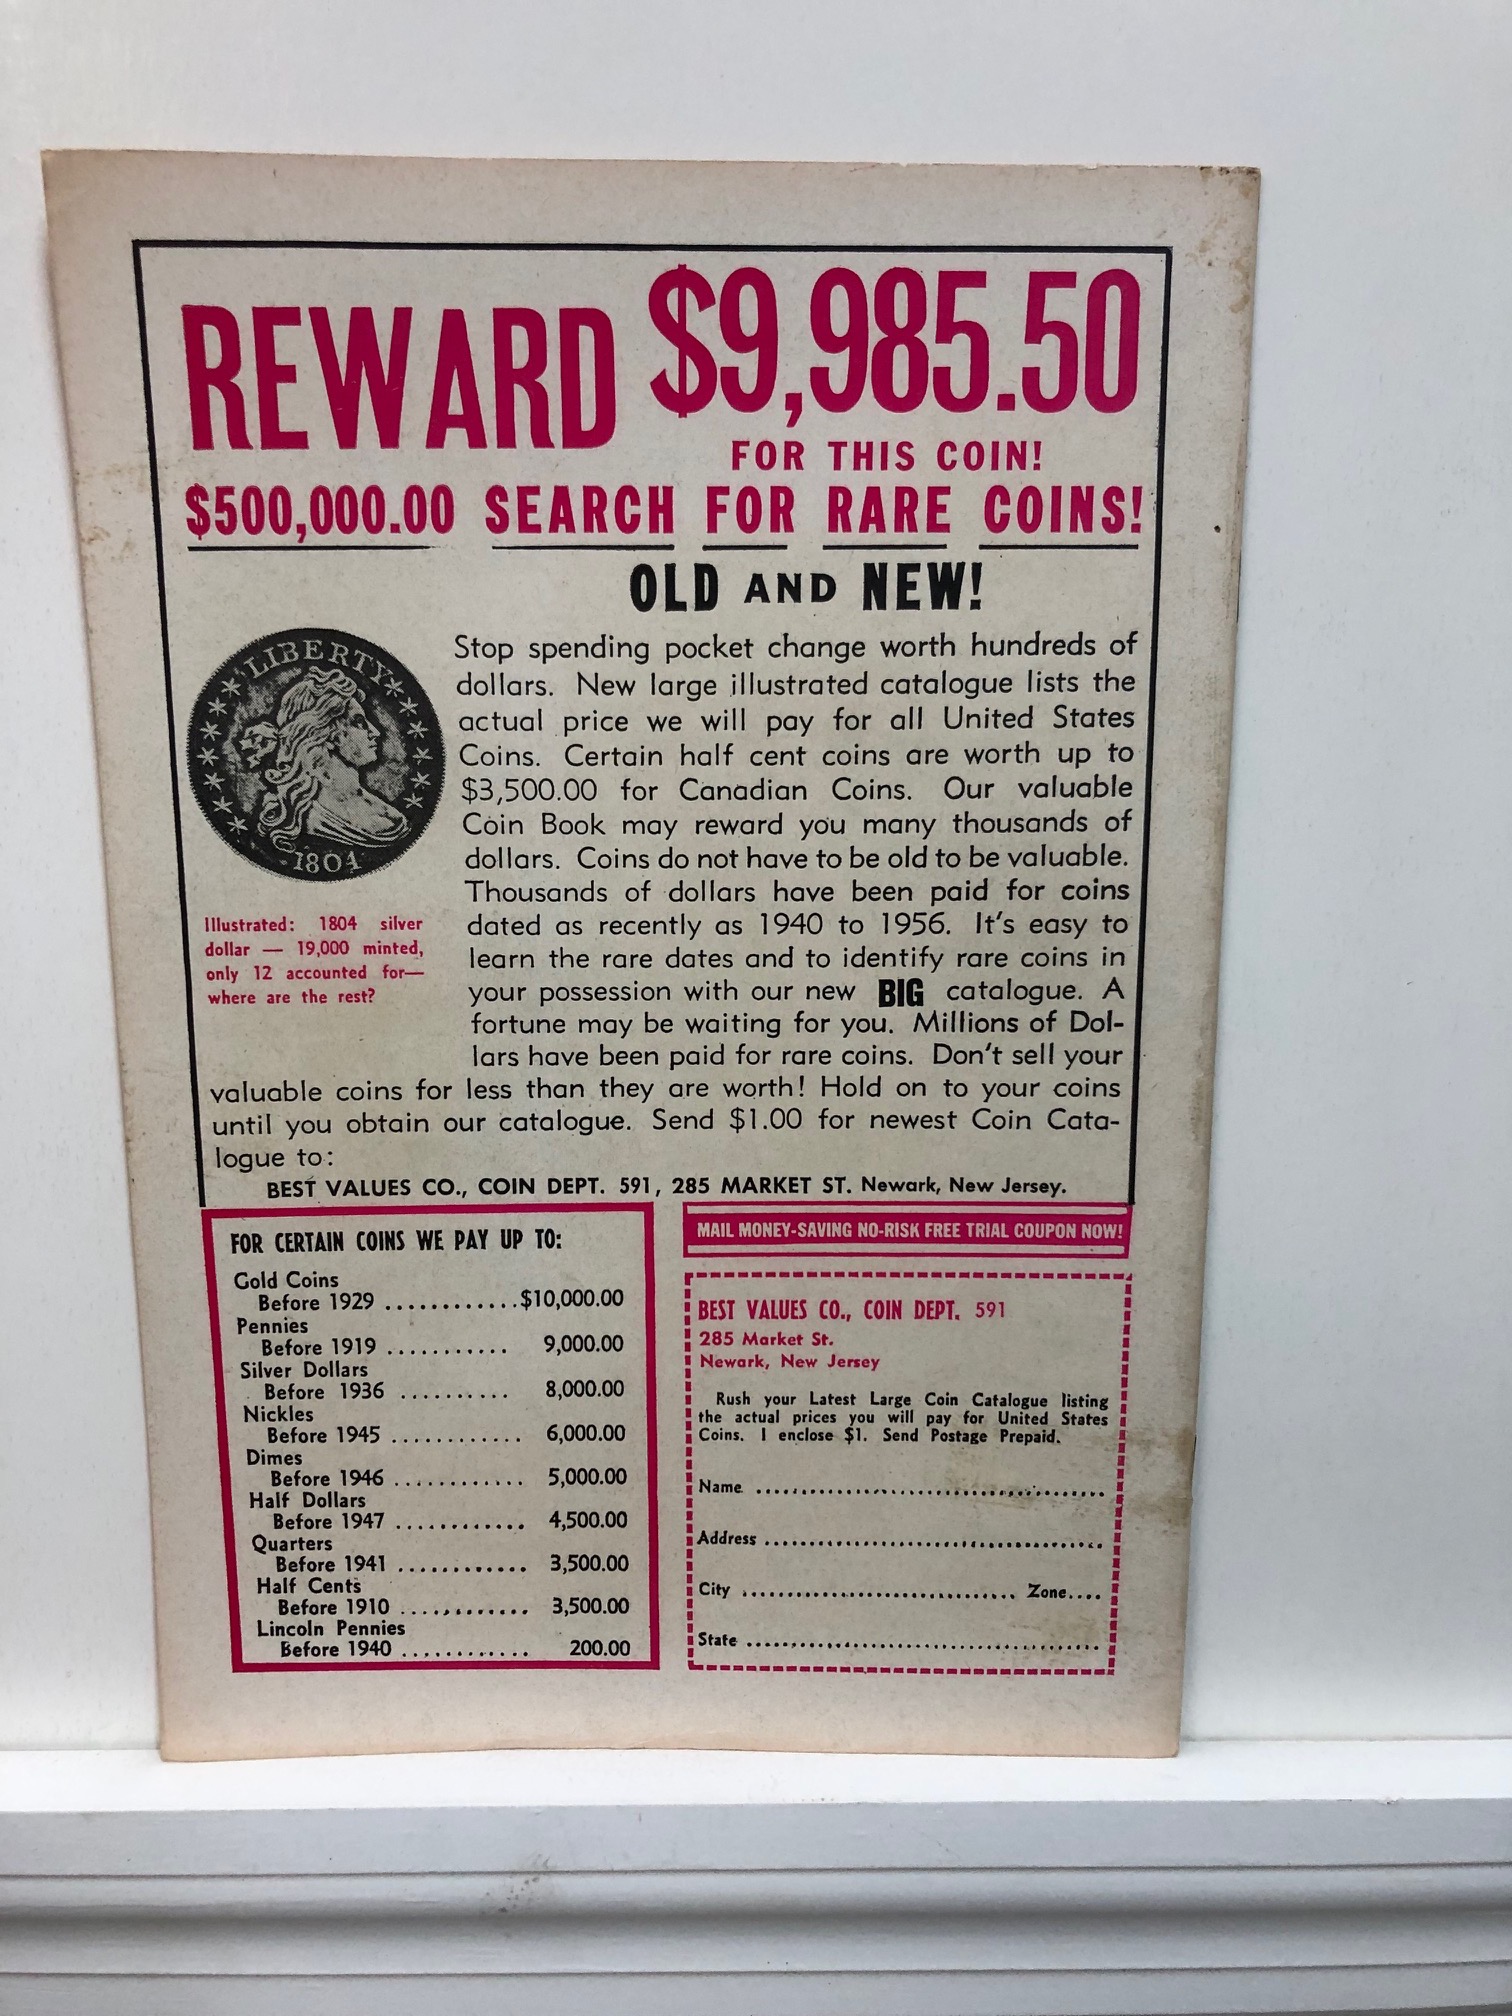 REWARD $9,985.50
FOR THIS COIN!
$500,000.00 SEARCH FOR RARE COINS!
OLD AND NEW!
LIBERTY
1804
Illustrated: 1804 silver
dollar — 19,000 minted,
only 12 accounted for—
where are the rest?
Stop spending pocket change worth hundreds of
dollars. New large illustrated catalogue lists the
actual price we will pay for all United States
Coins. Certain half cent coins are worth up to
$3,500.00 for Canadian Coins. Our valuable
Coin Book may reward you many thousands of
dollars. Coins do not have to be old to be valuable.
Thousands of dollars have been paid for coins
dated as recently as 1940 to 1956. It's easy to
learn the rare dates and to identify rare coins in
your possession with our new BIG catalogue. A
fortune may be waiting for you. Millions of Dol-
lars have been paid for rare coins. Don't sell your
valuable coins for less than they are worth! Hold on to your coins
until you obtain our catalogue. Send $1.00 for newest Coin Cata-
logue to:
BEST VALUES CO., COIN DEPT. 591, 285 MARKET ST. Newark, New Jersey.
FOR CERTAIN COINS WE PAY UP TO:
Gold Coins
Before 1929 ............$10,000.00
Pennies
Before 1919 ........... 9,000.00
Silver Dollars
Before 1936 .......... 8,000.00
Nickles
Before 1945 ............ 6,000.00
Dimes
Before 1946 ............ 5,000.00
Half Dollars
Before 1947 ............ 4,500.00
Quarters
Before 1941 ............ 3,500.00
Half Cents
Before 1910 ............ 3,500.00
Lincoln Pennies
Before 1940 ............ 200.00
MAIL MONEY-SAVING NO-RISK FREE TRIAL COUPON NOW!
BEST VALUES CO., COIN DEPT. 591
285 Market St.
Newark, New Jersey
Rush your Latest Large Coin Catalogue listing
the actual prices you will pay for United States
Coins. I enclose $1. Send Postage Prepaid.
Name ........................................
Address .......................................
City ............................... Zone....
State ........................................